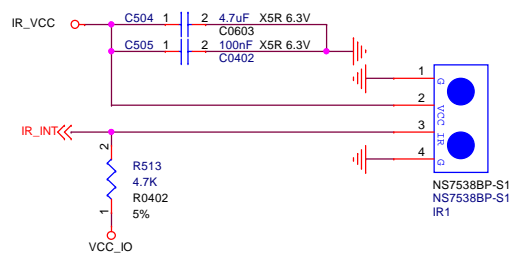 IR_VCC
C504 1 2 4.7uF X5R 6.3V
C0603
C505 1 2 100nF X5R 6.3V
C0402
1 G
2 VCC
IR_INT
3 IR
4 G
2
R513
4.7K
R0402
5%
1
VCC_IO
NS7538BP-S1
NS7538BP-S1
IR1